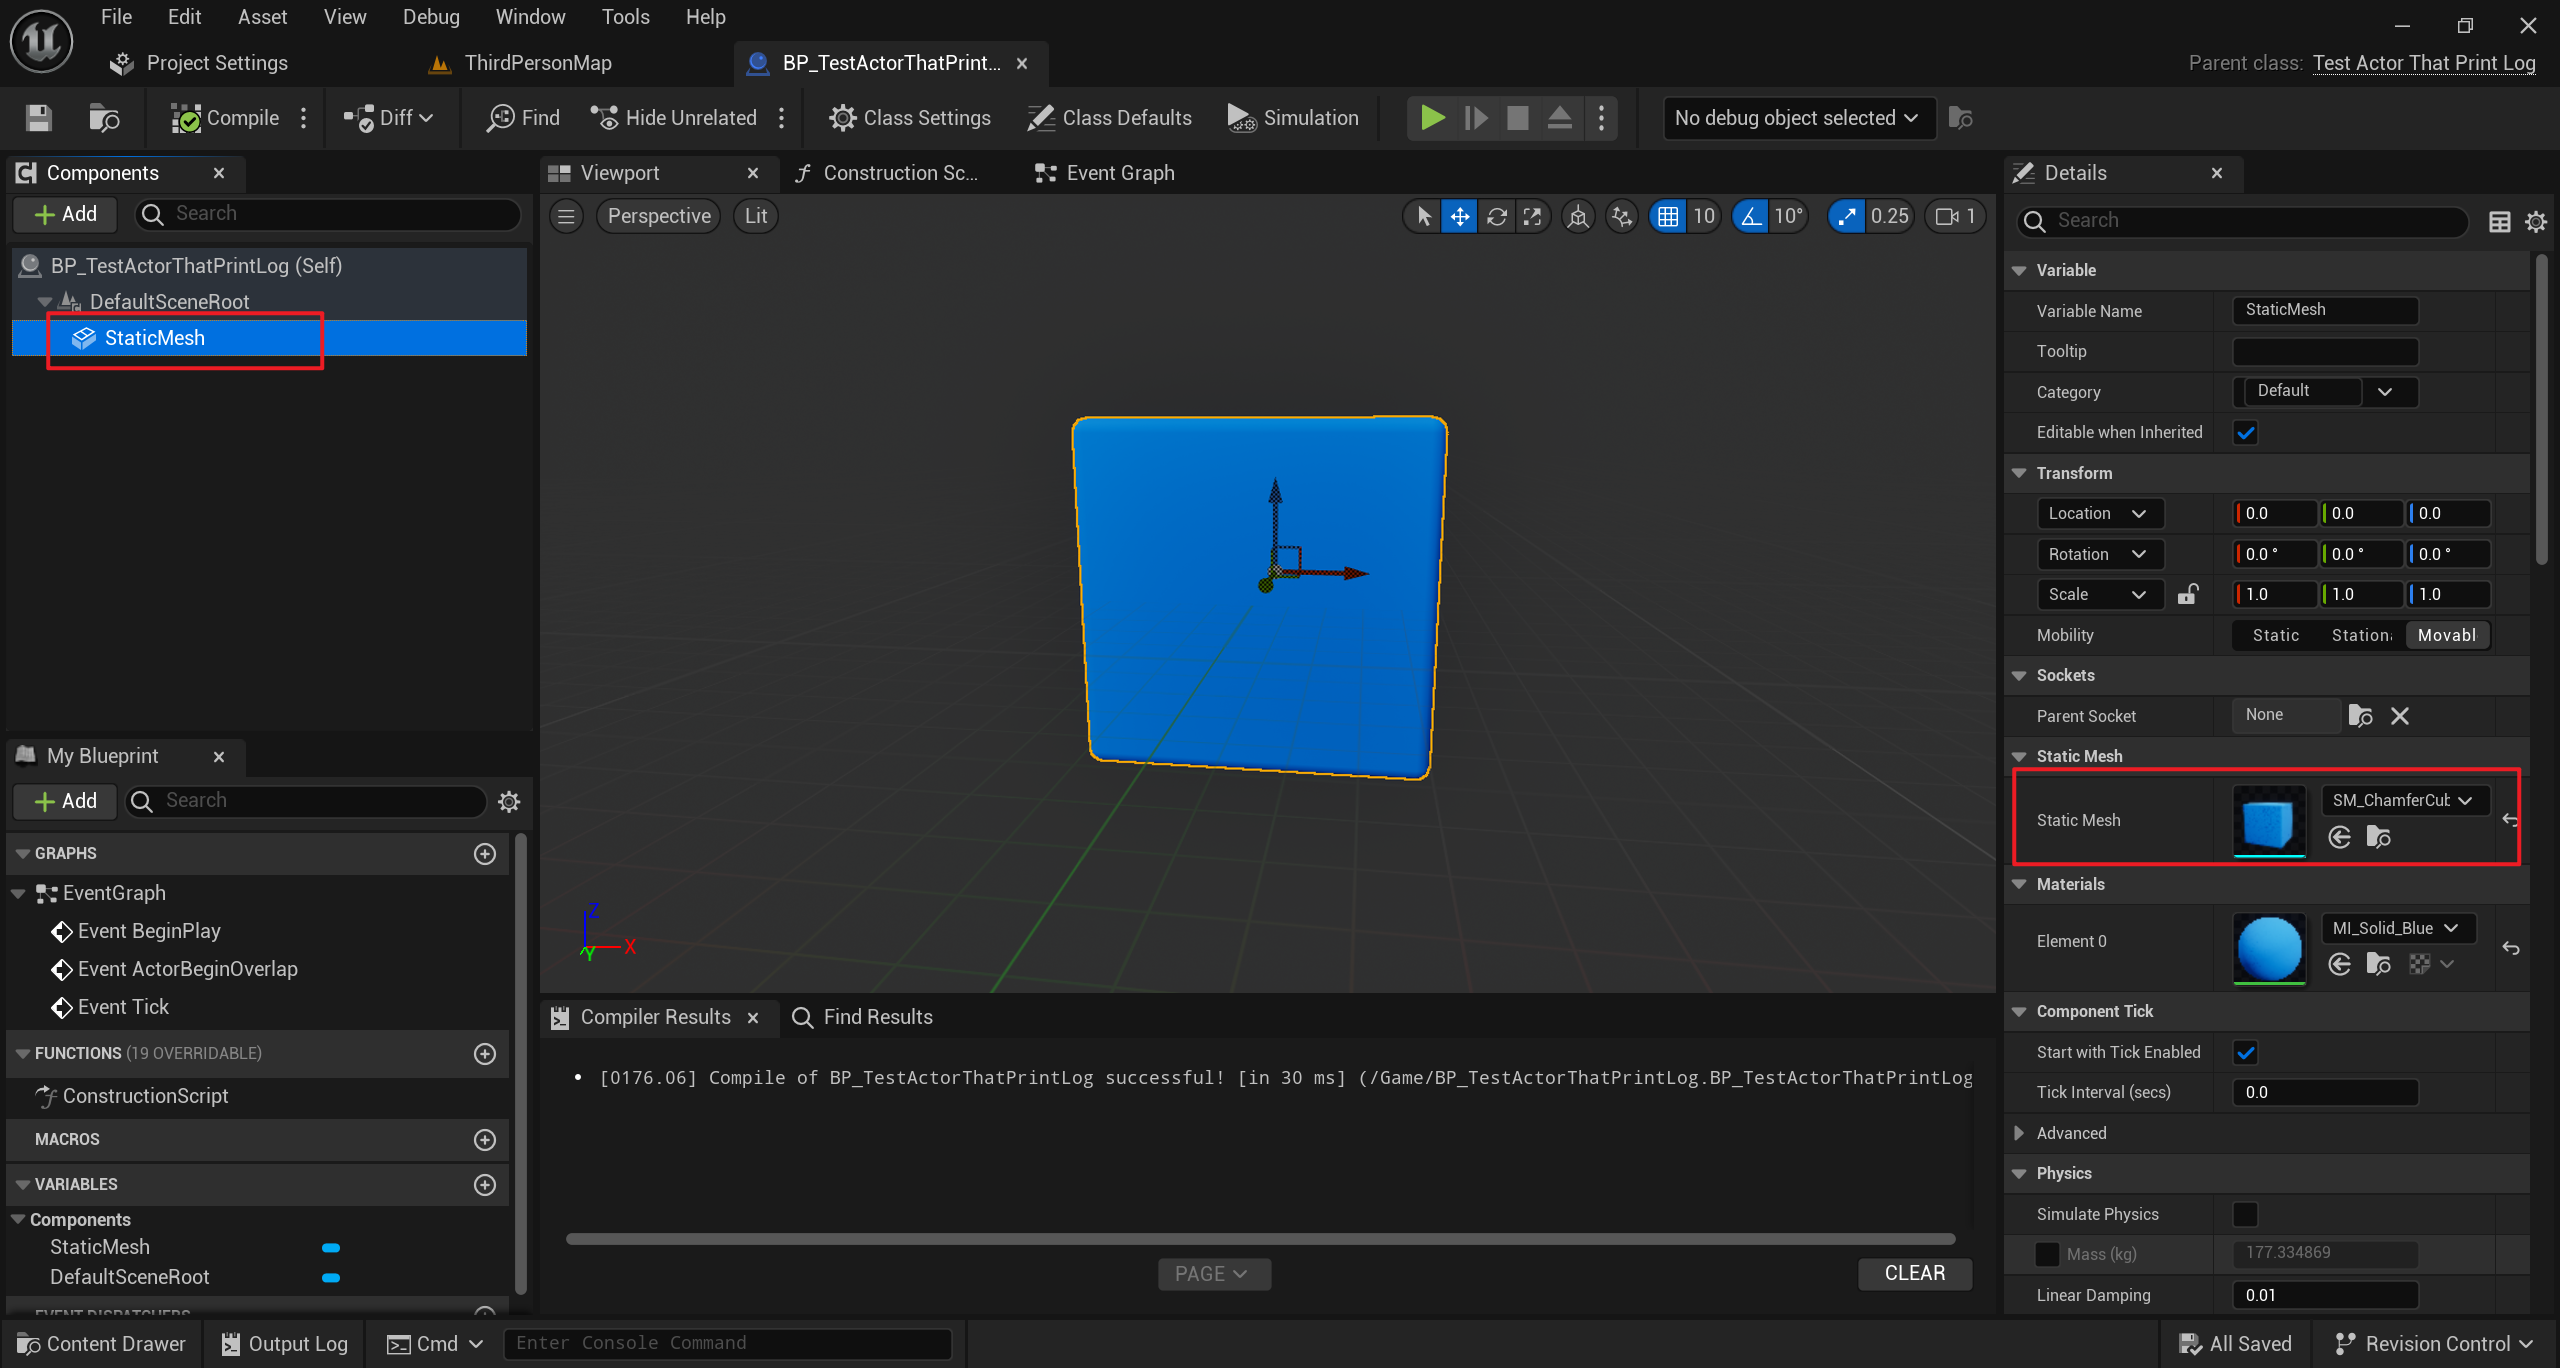 File Edit Asset View Debug Window Tools Help
Project Settings
ThirdPersonMap
BP_TestActorThatPrint...
Parent class: Test Actor That Print Log
Compile
Diff
Find
Hide Unrelated
Class Settings
Class Defaults
Simulation
No debug object selected
Components
Add
Search
BP_TestActorThatPrintLog (Self)
DefaultSceneRoot
StaticMesh
My Blueprint
Add
Search
GRAPHS
EventGraph
Event BeginPlay
Event ActorBeginOverlap
Event Tick
FUNCTIONS (19 OVERRIDABLE)
ConstructionScript
MACROS
VARIABLES
Components
StaticMesh
DefaultSceneRoot
EVENT DISPATCHERS
Viewport
Construction Sc...
Event Graph
Perspective
Lit
10
10°
0.25
1
Z
X
Y
Compiler Results
Find Results
[0176.06] Compile of BP_TestActorThatPrintLog successful! [in 30 ms] (/Game/BP_TestActorThatPrintLog.BP_TestActorThatPrintLog
PAGE
CLEAR
Details
Search
Variable
Variable Name StaticMesh
Tooltip
Category Default
Editable when Inherited
Transform
Location 0.0 0.0 0.0
Rotation 0.0 ° 0.0 ° 0.0 °
Scale 1.0 1.0 1.0
Mobility Static Station Movabl
Sockets
Parent Socket None
Static Mesh
Static Mesh SM_ChamferCub
Materials
Element 0 MI_Solid_Blue
Component Tick
Start with Tick Enabled
Tick Interval (secs) 0.0
Advanced
Physics
Simulate Physics
Mass (kg) 177.334869
Linear Damping 0.01
Content Drawer
Output Log
Cmd
Enter Console Command
All Saved
Revision Control